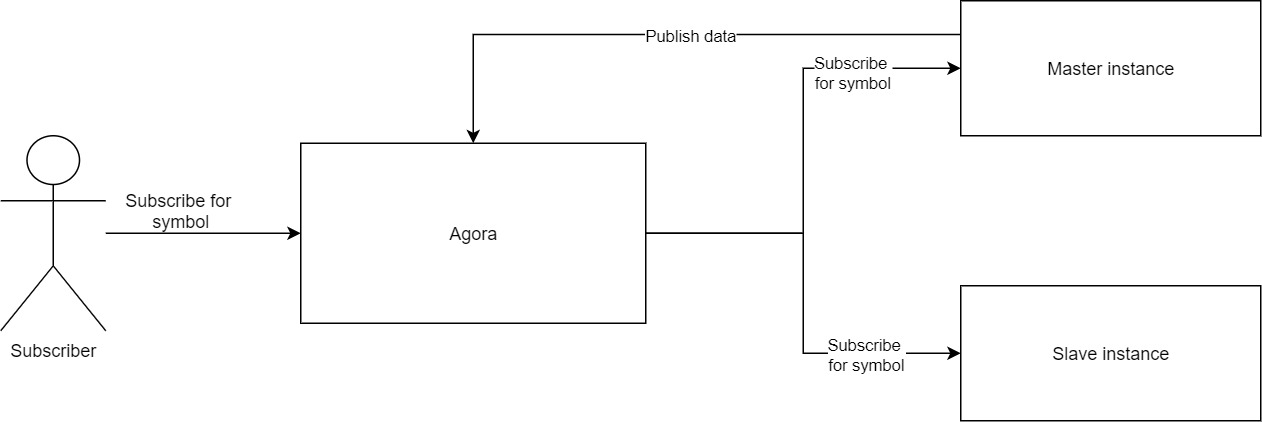 Publish data
Subscribe
for symbol
Master instance
Subscribe for
symbol
Agora
Subscribe
for symbol
Slave instance
Subscriber